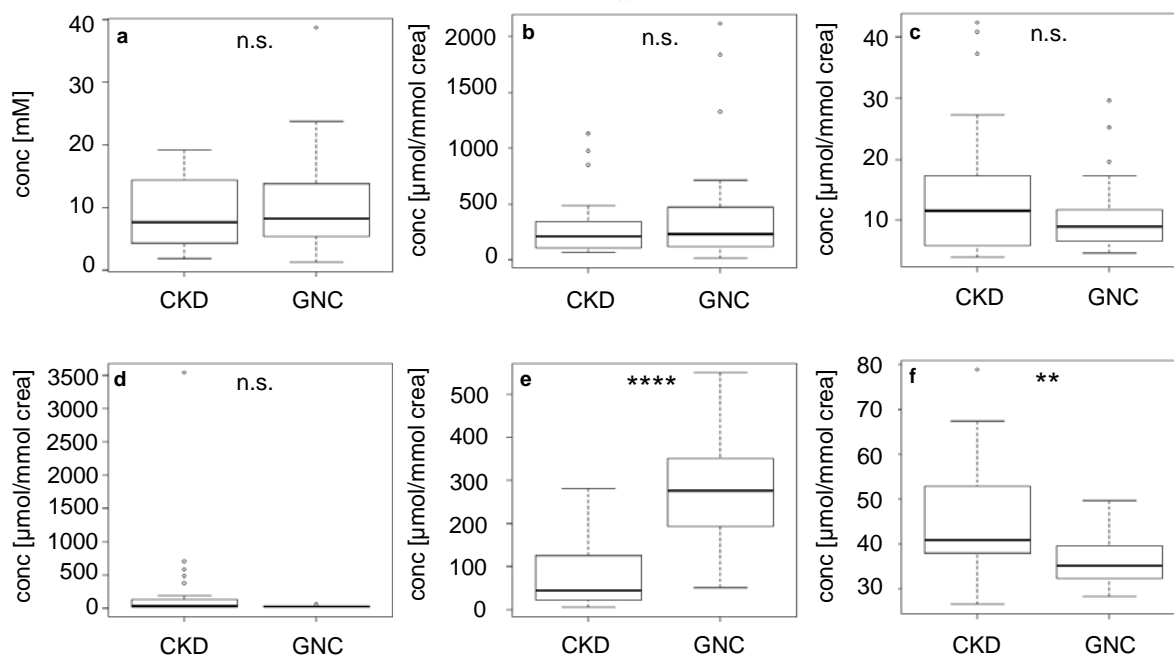 a n.s.
conc [mM]
40
30
20
10
0
CKD GNC
b n.s.
conc [µmol/mmol crea]
2000
1500
1000
500
0
CKD GNC
c n.s.
conc [µmol/mmol crea]
40
30
20
10
CKD GNC
d n.s.
conc [µmol/mmol crea]
3500
3000
2500
2000
1500
1000
500
0
CKD GNC
e ****
conc [µmol/mmol crea]
500
400
300
200
100
0
CKD GNC
f **
conc [µmol/mmol crea]
80
70
60
50
40
30
CKD GNC